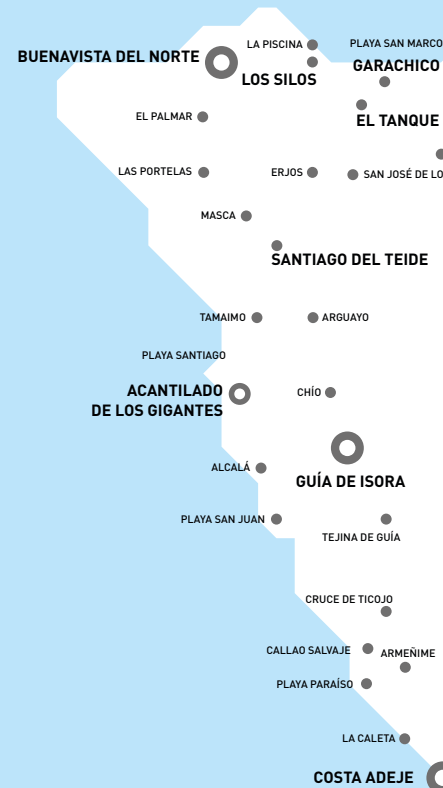 LA PISCINA
PLAYA SAN MARCO
BUENAVISTA DEL NORTE
GARACHICO
LOS SILOS
EL PALMAR
EL TANQUE
LAS PORTELAS
ERJOS
SAN JOSÉ DE LO
MASCA
SANTIAGO DEL TEIDE
TAMAIMO
ARGUAYO
PLAYA SANTIAGO
ACANTILADO
DE LOS GIGANTES
CHÍO
ALCALÁ
GUÍA DE ISORA
PLAYA SAN JUAN
TEJINA DE GUÍA
CRUCE DE TICOJO
CALLAO SALVAJE
ARMEÑIME
PLAYA PARAÍSO
LA CALETA
COSTA ADEJE